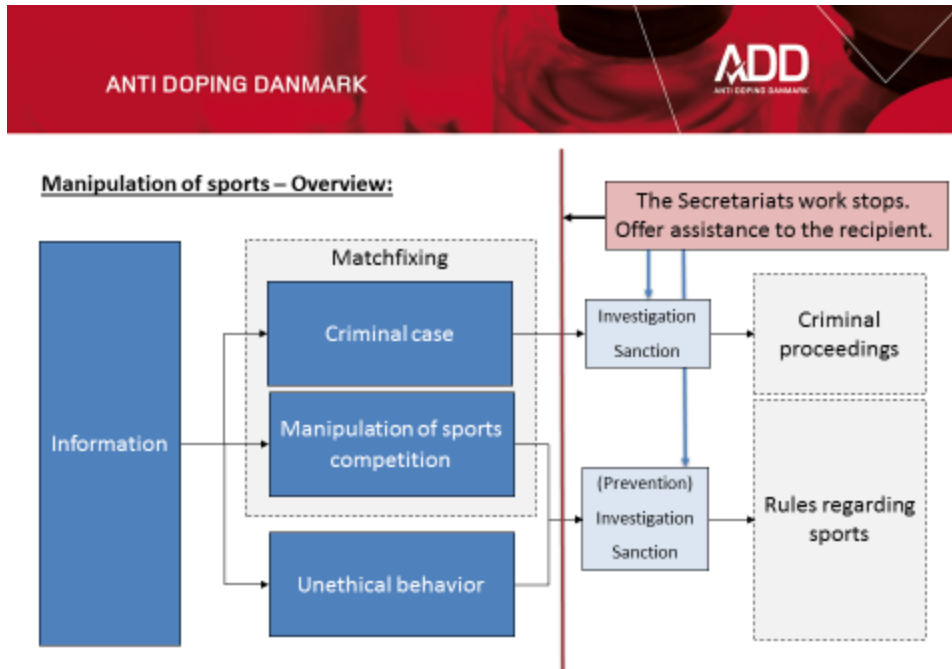 ANTI DOPING DANMARK
ADD
ANTI DOPING DANMARK
Manipulation of sports – Overview:
The Secretariats work stops.
Offer assistance to the recipient.
Matchfixing
Criminal case
Investigation
Sanction
Criminal
proceedings
Information
Manipulation of sports
competition
(Prevention)
Investigation
Sanction
Rules regarding
sports
Unethical behavior